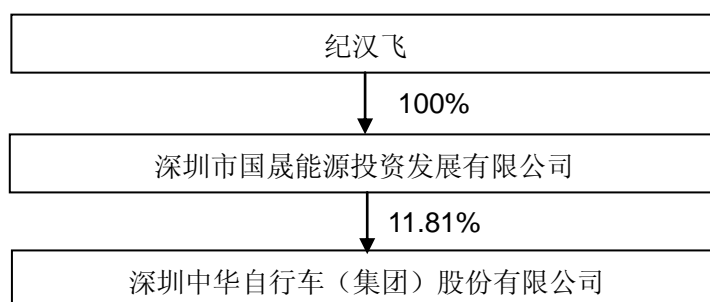 纪汉飞
100%
深圳市国晟能源投资发展有限公司
11.81%
深圳中华自行车（集团）股份有限公司